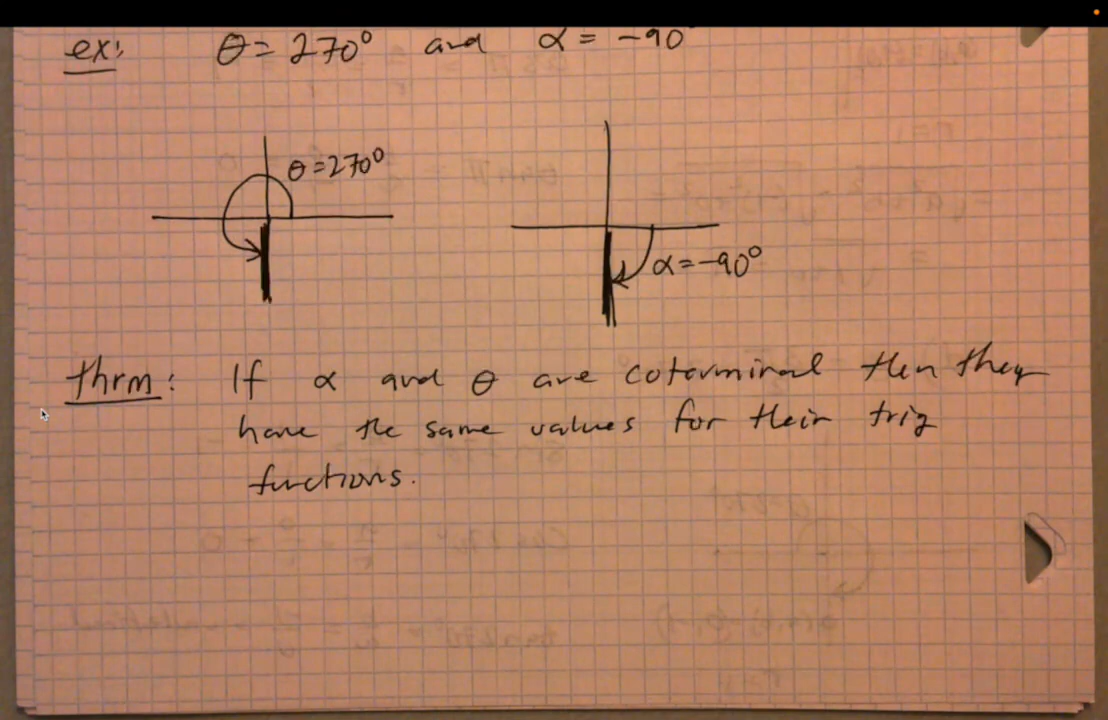 ex: θ = 270° and α = -90°
θ=270°
α=-90°
thrm: If α and θ are coterminal then they
have the same values for their trig
functions.